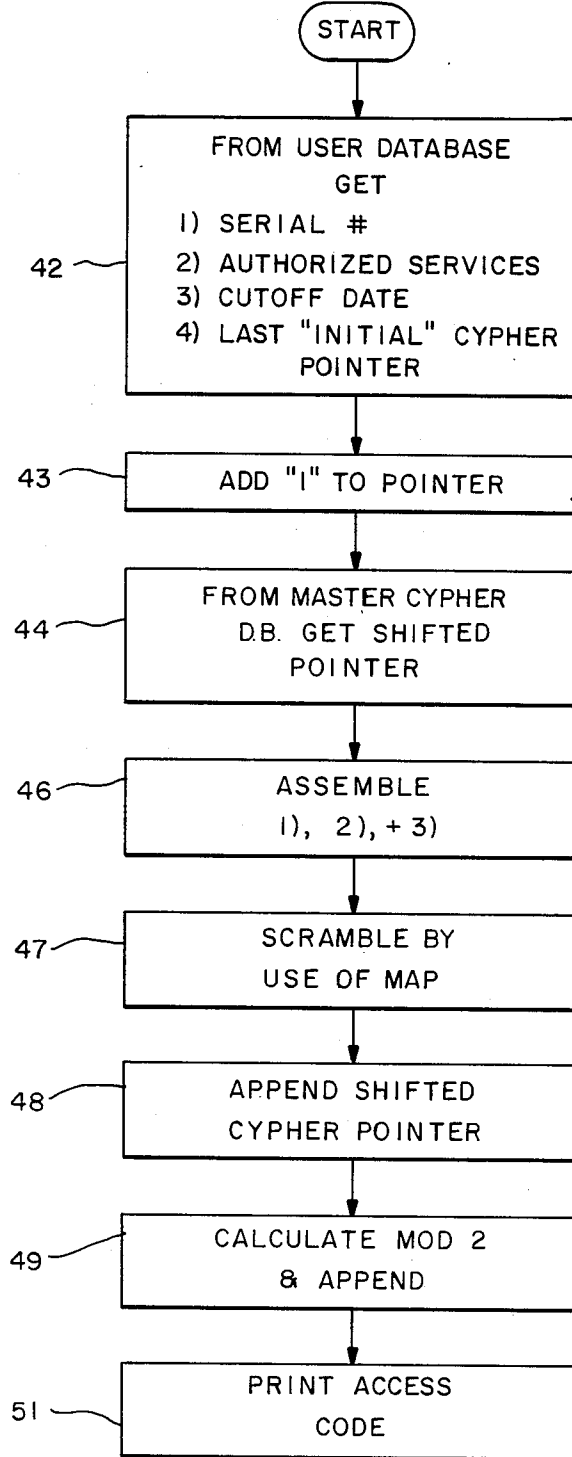 START
FROM USER DATABASE
GET
1) SERIAL #
42
2) AUTHORIZED SERVICES
3) CUTOFF DATE
4) LAST "INITIAL" CYPHER
POINTER
43
ADD "1" TO POINTER
FROM MASTER CYPHER
44
D.B. GET SHIFTED
POINTER
46
ASSEMBLE
1), 2), + 3)
47
SCRAMBLE BY
USE OF MAP
48
APPEND SHIFTED
CYPHER POINTER
49
CALCULATE MOD 2
& APPEND
51
PRINT ACCESS
CODE